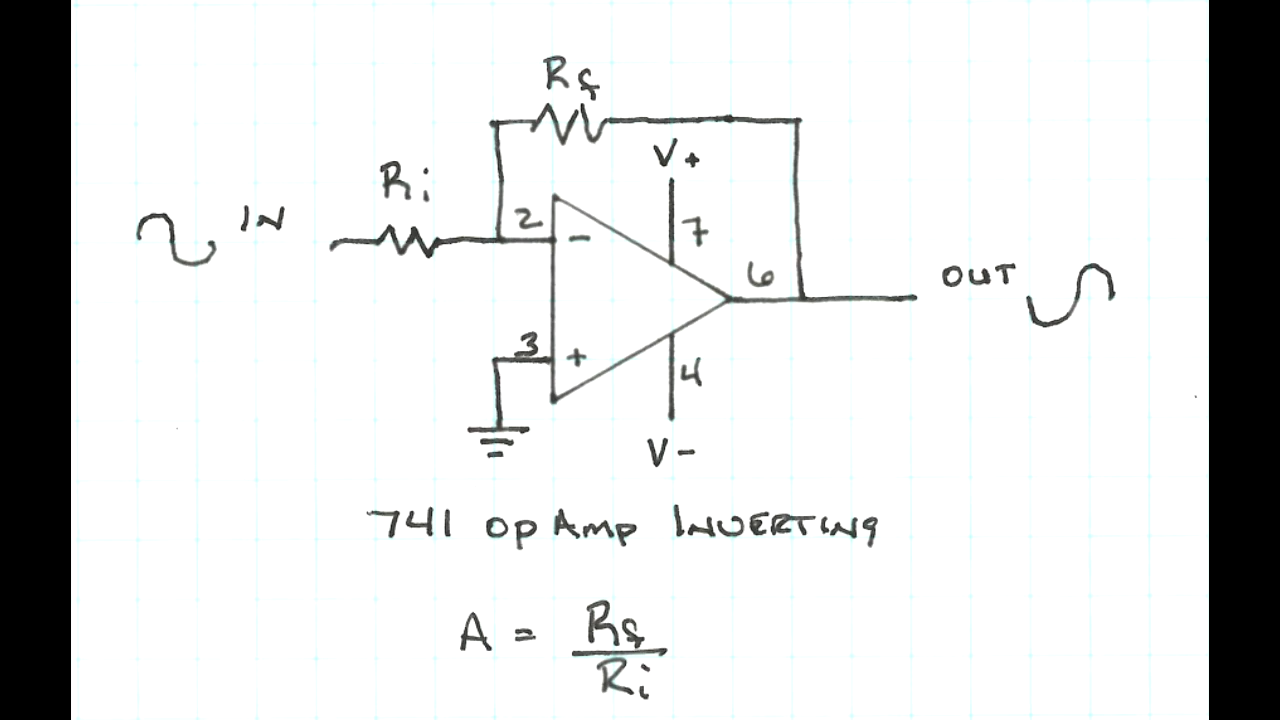 Rf
V+
Ri
IN
2
-
7
6
OUT
3
+
4
V-
741 Op Amp INVERTING
A = Rf
Ri